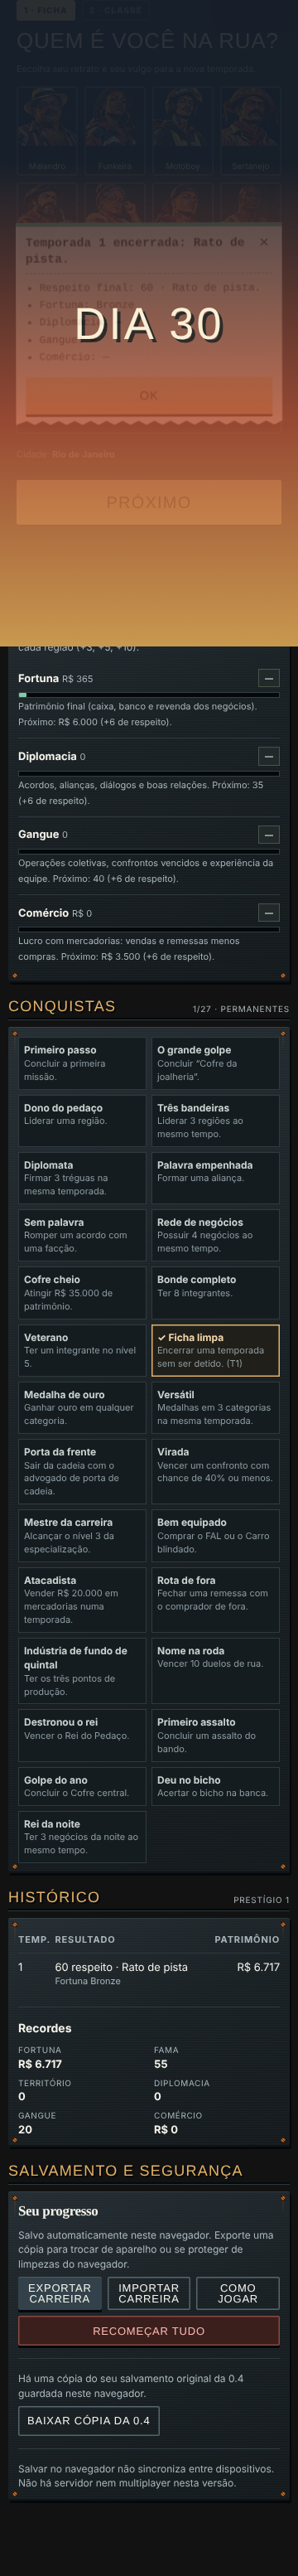 1 · FICHA
2 · CLASSE
QUEM É VOCÊ NA RUA?
Escolha seu retrato e seu vulgo para a nova temporada.
Malandro
Funkeira
Motoboy
Sertanejo
Temporada 1 encerrada: Rato de
pista.
✕
• Respeito final: 60 · Rato de pista.
• Fortuna: Bronze
DIA 30
• Comércio: —
OK
Cidade: Rio de Janeiro
PRÓXIMO
cada região (+3, +5, +10).
Fortuna R$ 365
—
Patrimônio final (caixa, banco e revenda dos negócios).
Próximo: R$ 6.000 (+6 de respeito).
Diplomacia 0
—
Acordos, alianças, diálogos e boas relações. Próximo: 35
(+6 de respeito).
Gangue 0
—
Operações coletivas, confrontos vencidos e experiência da
equipe. Próximo: 40 (+6 de respeito).
Comércio R$ 0
—
Lucro com mercadorias: vendas e remessas menos
compras. Próximo: R$ 3.500 (+6 de respeito).
CONQUISTAS
1/27 · PERMANENTES
Primeiro passo
Concluir a primeira
missão.
O grande golpe
Concluir “Cofre da
joalheria”.
Dono do pedaço
Liderar uma região.
Três bandeiras
Liderar 3 regiões ao
mesmo tempo.
Diplomata
Firmar 3 tréguas na
mesma temporada.
Palavra empenhada
Formar uma aliança.
Sem palavra
Romper um acordo com
uma facção.
Rede de negócios
Possuir 4 negócios ao
mesmo tempo.
Cofre cheio
Atingir R$ 35.000 de
patrimônio.
Bonde completo
Ter 8 integrantes.
Veterano
Ter um integrante no nível
5.
✓ Ficha limpa
Encerrar uma temporada
sem ser detido. (T1)
Medalha de ouro
Ganhar ouro em qualquer
categoria.
Versátil
Medalhas em 3 categorias
na mesma temporada.
Porta da frente
Sair da cadeia com o
advogado de porta de
cadeia.
Virada
Vencer um confronto com
chance de 40% ou menos.
Mestre da carreira
Alcançar o nível 3 da
especialização.
Bem equipado
Comprar o FAL ou o Carro
blindado.
Atacadista
Vender R$ 20.000 em
mercadorias numa
temporada.
Rota de fora
Fechar uma remessa com
o comprador de fora.
Indústria de fundo de
quintal
Ter os três pontos de
produção.
Nome na roda
Vencer 10 duelos de rua.
Destronou o rei
Vencer o Rei do Pedaço.
Primeiro assalto
Concluir um assalto do
bando.
Golpe do ano
Concluir o Cofre central.
Deu no bicho
Acertar o bicho na banca.
Rei da noite
Ter 3 negócios da noite ao
mesmo tempo.
HISTÓRICO
PRESTÍGIO 1
TEMP. RESULTADO PATRIMÔNIO
1 60 respeito · Rato de pista R$ 6.717
Fortuna Bronze
Recordes
FORTUNA
R$ 6.717
FAMA
55
TERRITÓRIO
0
DIPLOMACIA
0
GANGUE
20
COMÉRCIO
R$ 0
SALVAMENTO E SEGURANÇA
Seu progresso
Salvo automaticamente neste navegador. Exporte uma
cópia para trocar de aparelho ou se proteger de
limpezas do navegador.
EXPORTAR
CARREIRA
IMPORTAR
CARREIRA
COMO
JOGAR
RECOMEÇAR TUDO
Há uma cópia do seu salvamento original da 0.4
guardada neste navegador.
BAIXAR CÓPIA DA 0.4
Salvar no navegador não sincroniza entre dispositivos.
Não há servidor nem multiplayer nesta versão.